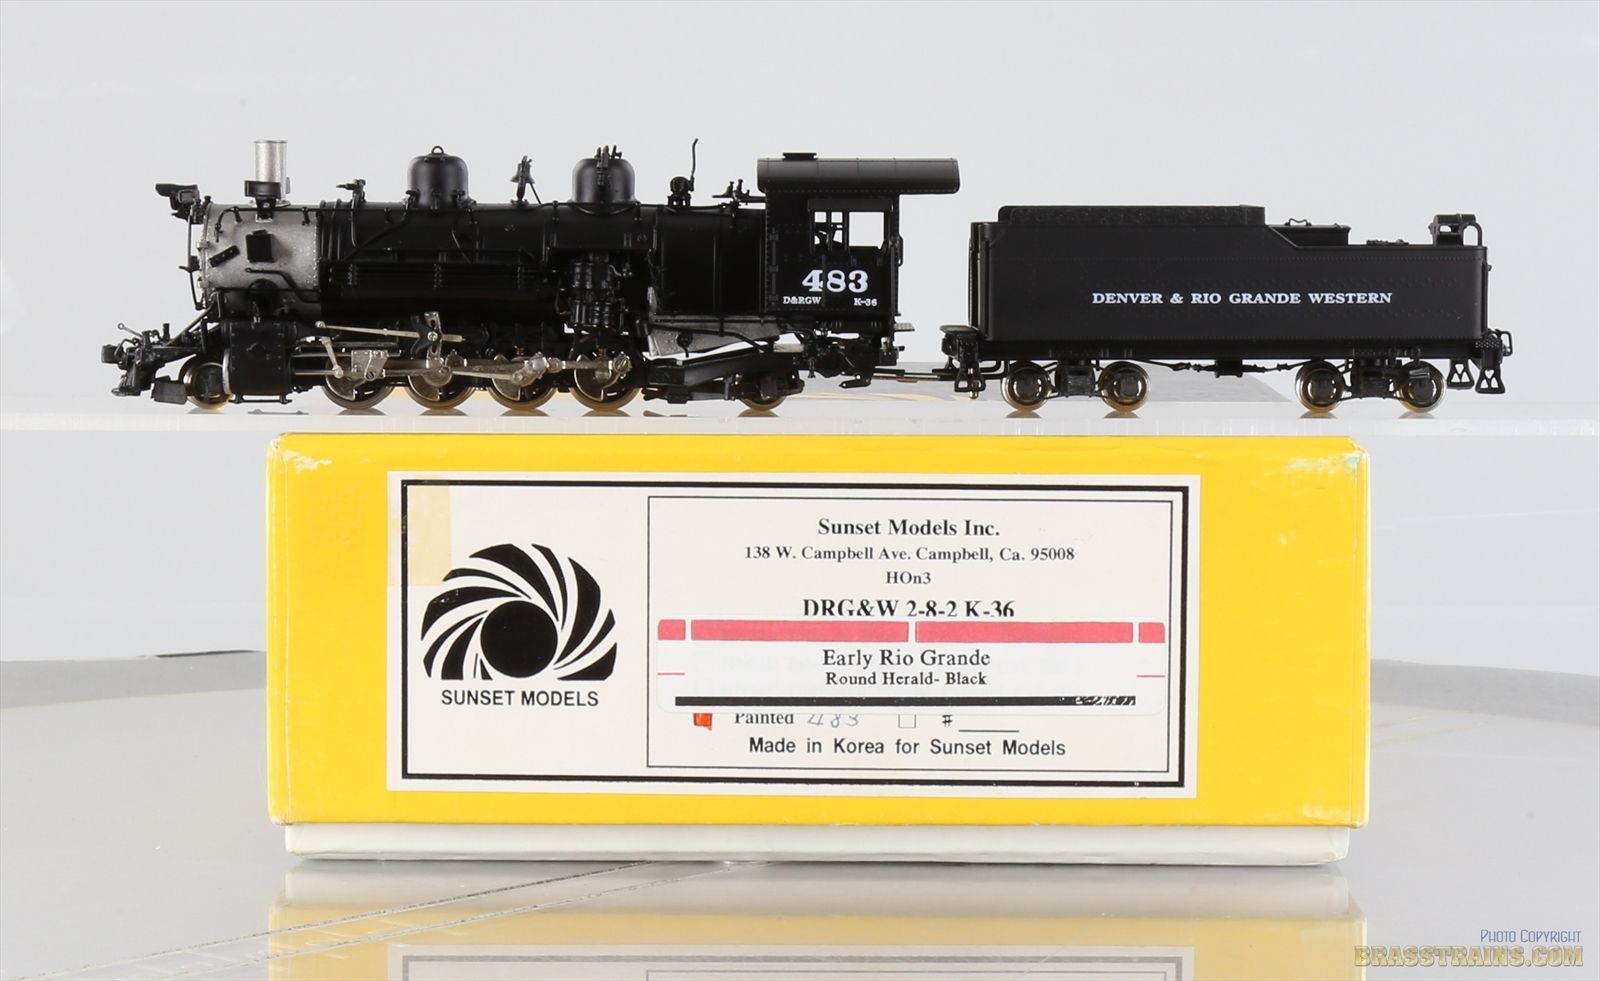 483
D&RGW K-36
DENVER & RIO GRANDE WESTERN
SUNSET MODELS
Sunset Models Inc.
138 W. Campbell Ave. Campbell, Ca. 95008
HOn3
DRG&W 2-8-2 K-36
Early Rio Grande
Round Herald- Black
Painted 483 #
Made in Korea for Sunset Models
PHOTO COPYRIGHT
BRASSTRAINS.COM